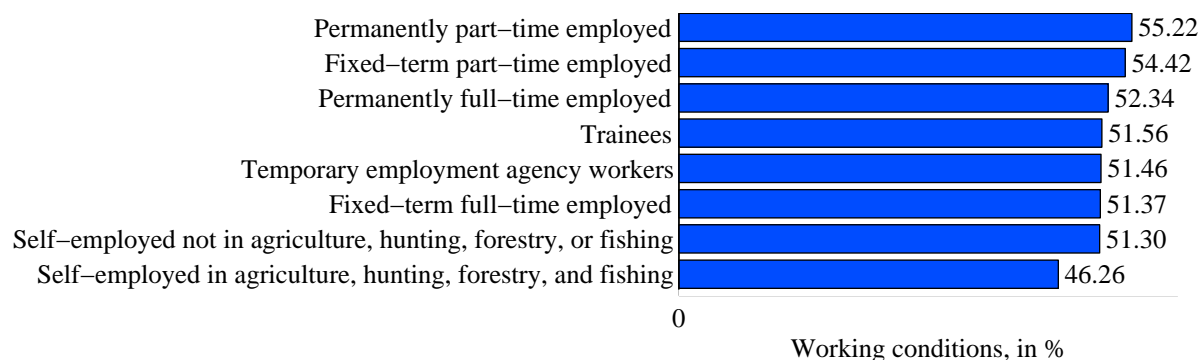 Permanently part−time employed 55.22
Fixed−term part−time employed 54.42
Permanently full−time employed 52.34
Trainees 51.56
Temporary employment agency workers 51.46
Fixed−term full−time employed 51.37
Self−employed not in agriculture, hunting, forestry, or fishing 51.30
Self−employed in agriculture, hunting, forestry, and fishing 46.26
0
Working conditions, in %